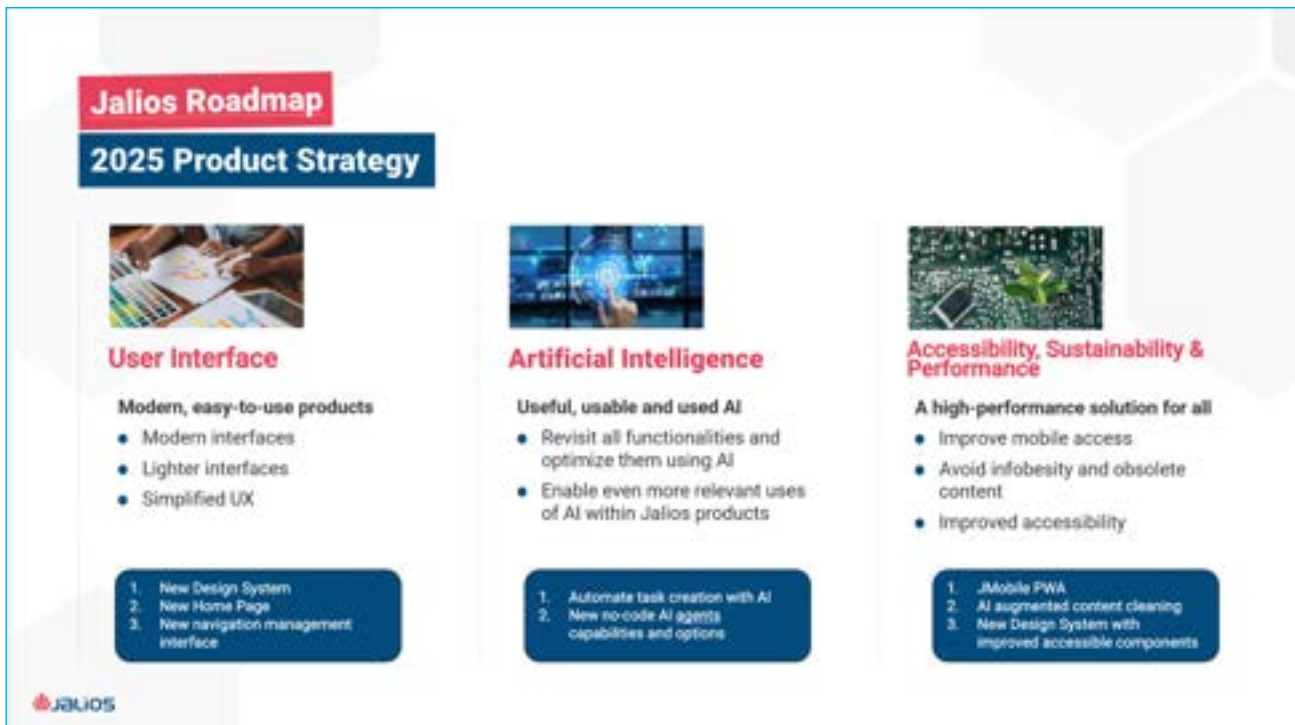 Jalios Roadmap
2025 Product Strategy
User Interface
Modern, easy-to-use products
● Modern interfaces
● Lighter interfaces
● Simplified UX
1. New Design System
2. New Home Page
3. New navigation management
interface
Artificial Intelligence
Useful, usable and used AI
● Revisit all functionalities and
optimize them using AI
● Enable even more relevant uses
of AI within Jalios products
1. Automate task creation with AI
2. New no-code AI agents
capabilities and options
Accessibility, Sustainability &
Performance
A high-performance solution for all
● Improve mobile access
● Avoid infobesity and obsolete
content
● Improved accessibility
1. JMobile PWA
2. AI augmented content cleaning
3. New Design System with
improved accessible components
JALIOS